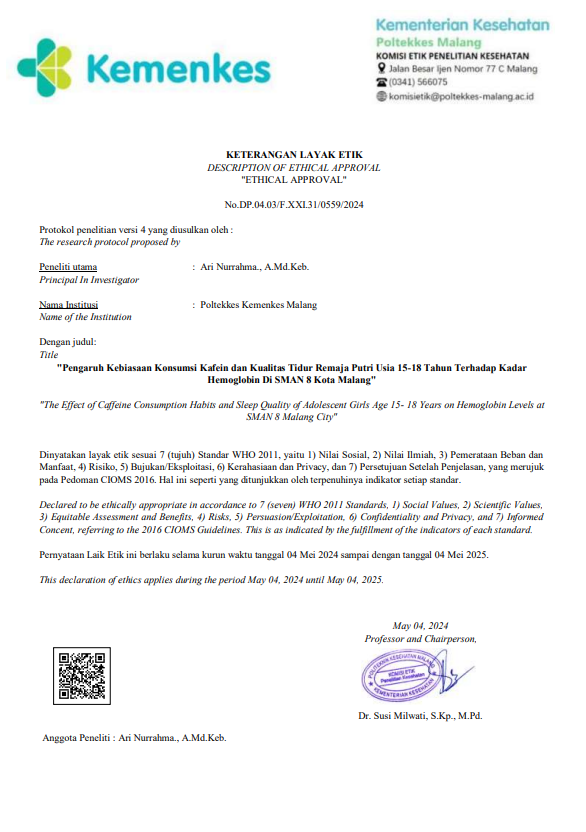 Kemenkes
Kementerian Kesehatan
Poltekkes Malang
KOMISI ETIK PENELITIAN KESEHATAN
Jalan Besar Ijen Nomor 77 C Malang
(0341) 566075
komisietik@poltekkes-malang.ac.id
KETERANGAN LAYAK ETIK
DESCRIPTION OF ETHICAL APPROVAL
"ETHICAL APPROVAL"
No.DP.04.03/F.XXI.31/0559/2024
Protokol penelitian versi 4 yang diusulkan oleh :
The research protocol proposed by
Peneliti utama : Ari Nurrahma., A.Md.Keb.
Principal In Investigator
Nama Institusi : Poltekkes Kemenkes Malang
Name of the Institution
Dengan judul:
Title
"Pengaruh Kebiasaan Konsumsi Kafein dan Kualitas Tidur Remaja Putri Usia 15-18 Tahun Terhadap Kadar
Hemoglobin Di SMAN 8 Kota Malang"
"The Effect of Caffeine Consumption Habits and Sleep Quality of Adolescent Girls Age 15- 18 Years on Hemoglobin Levels at
SMAN 8 Malang City"
Dinyatakan layak etik sesuai 7 (tujuh) Standar WHO 2011, yaitu 1) Nilai Sosial, 2) Nilai Ilmiah, 3) Pemerataan Beban dan
Manfaat, 4) Risiko, 5) Bujukan/Eksploitasi, 6) Kerahasiaan dan Privacy, dan 7) Persetujuan Setelah Penjelasan, yang merujuk
pada Pedoman CIOMS 2016. Hal ini seperti yang ditunjukkan oleh terpenuhinya indikator setiap standar.
Declared to be ethically appropriate in accordance to 7 (seven) WHO 2011 Standards, 1) Social Values, 2) Scientific Values,
3) Equitable Assessment and Benefits, 4) Risks, 5) Persuasion/Exploitation, 6) Confidentiality and Privacy, and 7) Informed
Concent, referring to the 2016 CIOMS Guidelines. This is as indicated by the fulfillment of the indicators of each standard.
Pernyataan Laik Etik ini berlaku selama kurun waktu tanggal 04 Mei 2024 sampai dengan tanggal 04 Mei 2025.
This declaration of ethics applies during the period May 04, 2024 until May 04, 2025.
May 04, 2024
Professor and Chairperson,
POLITEKNIK KESEHATAN MALANG
KOMISI ETIK
Penelitian Kesehatan
KEMENTERIAN KESEHATAN
Dr. Susi Milwati, S.Kp., M.Pd.
Anggota Peneliti : Ari Nurrahma., A.Md.Keb.